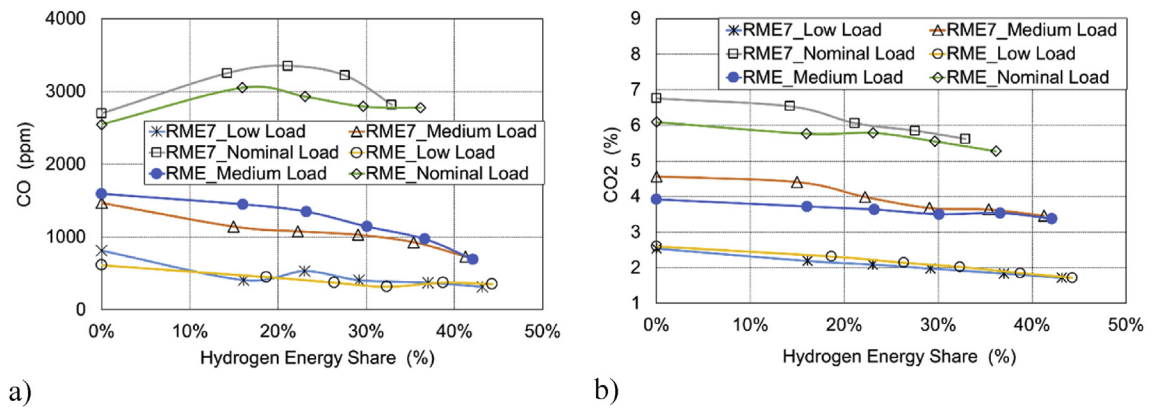 4000
3000
2000
1000
0
CO (ppm)
RME7_Low Load
RME7_Medium Load
RME7_Nominal Load
RME_Low Load
RME_Medium Load
RME_Nominal Load
0% 10% 20% 30% 40% 50%
Hydrogen Energy Share (%)
a)
9
8
7
6
5
4
3
2
1
CO2 (%)
RME7_Low Load
RME7_Medium Load
RME7_Nominal Load
RME_Low Load
RME_Medium Load
RME_Nominal Load
0% 10% 20% 30% 40% 50%
Hydrogen Energy Share (%)
b)